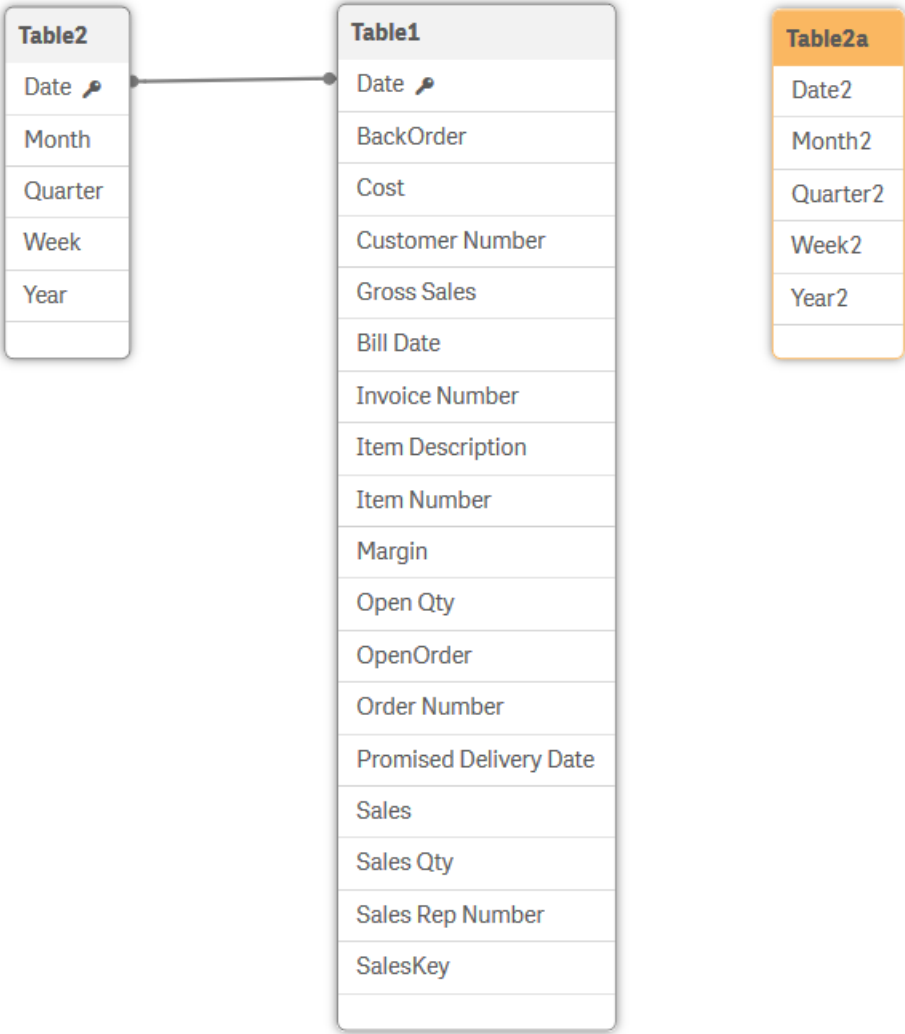 Table2
Date
Month
Quarter
Week
Year
Table1
Date
BackOrder
Cost
Customer Number
Gross Sales
Bill Date
Invoice Number
Item Description
Item Number
Margin
Open Qty
OpenOrder
Order Number
Promised Delivery Date
Sales
Sales Qty
Sales Rep Number
SalesKey
Table2a
Date2
Month2
Quarter2
Week2
Year2